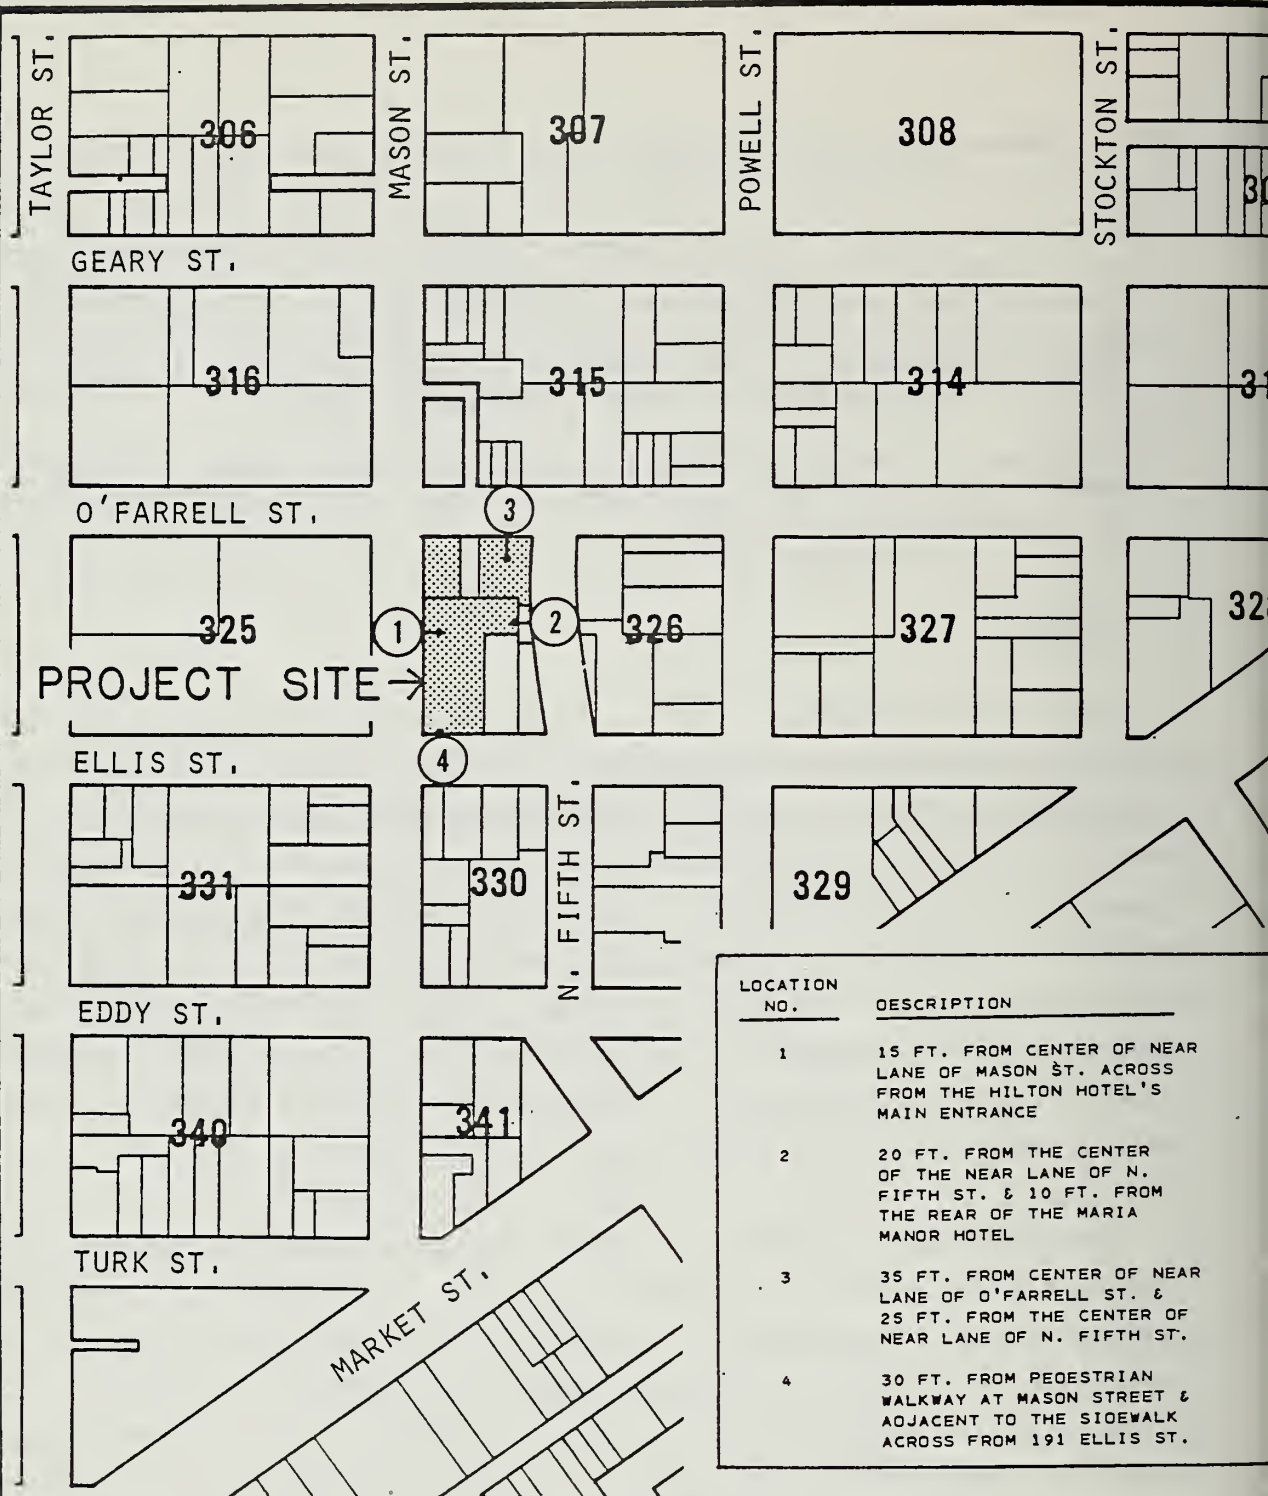 TAYLOR ST.
MASON ST.
POWELL ST.
STOCKTON ST.
306
307
308
GEARY ST.
316
315
314
O'FARRELL ST.
3
325
1
2
326
327
PROJECT SITE
ELLIS ST.
4
N. FIFTH ST.
331
330
329
EDDY ST.
340
341
TURK ST.
MARKET ST.
LOCATION
NO.
DESCRIPTION
1
15 FT. FROM CENTER OF NEAR
LANE OF MASON ST. ACROSS
FROM THE HILTON HOTEL'S
MAIN ENTRANCE
2
20 FT. FROM THE CENTER
OF THE NEAR LANE OF N.
FIFTH ST. & 10 FT. FROM
THE REAR OF THE MARIA
MANOR HOTEL
3
35 FT. FROM CENTER OF NEAR
LANE OF O'FARRELL ST. &
25 FT. FROM THE CENTER OF
NEAR LANE OF N. FIFTH ST.
4
30 FT. FROM PEDESTRIAN
WALKWAY AT MASON STREET &
ADJACENT TO THE SIDEWALK
ACROSS FROM 191 ELLIS ST.